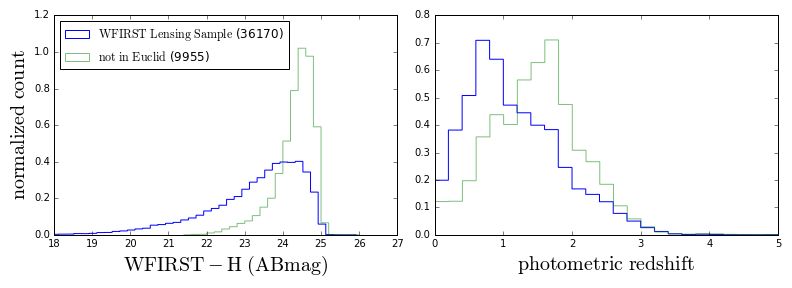 1.2
1.0
0.8
0.6
0.4
0.2
0.0
normalized count
WFIRST Lensing Sample (36170)
not in Euclid (9955)
18 19 20 21 22 23 24 25 26 27
WFIRST − H (ABmag)
0.8
0.7
0.6
0.5
0.4
0.3
0.2
0.1
0.0
0 1 2 3 4 5
photometric redshift